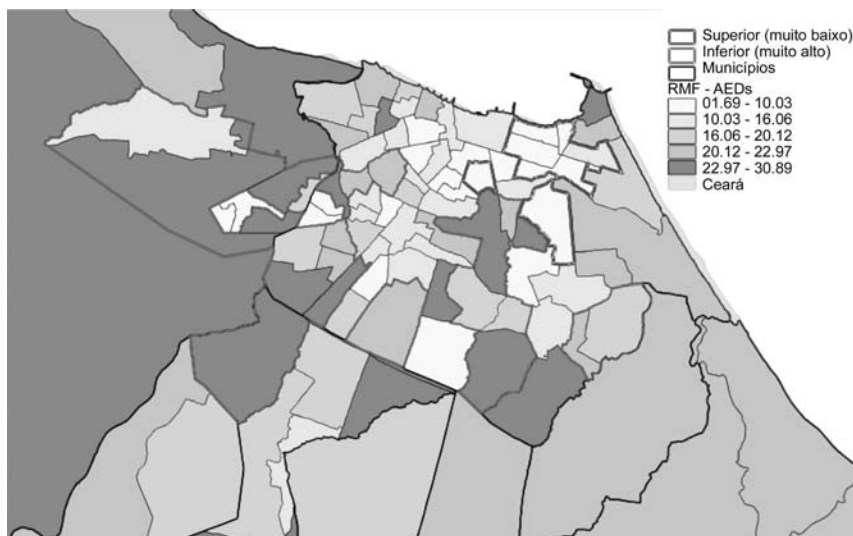 Superior (muito baixo)
Inferior (muito alto)
Municípios
RMF - AEDs
01.69 - 10.03
10.03 - 16.06
16.06 - 20.12
20.12 - 22.97
22.97 - 30.89
Ceará